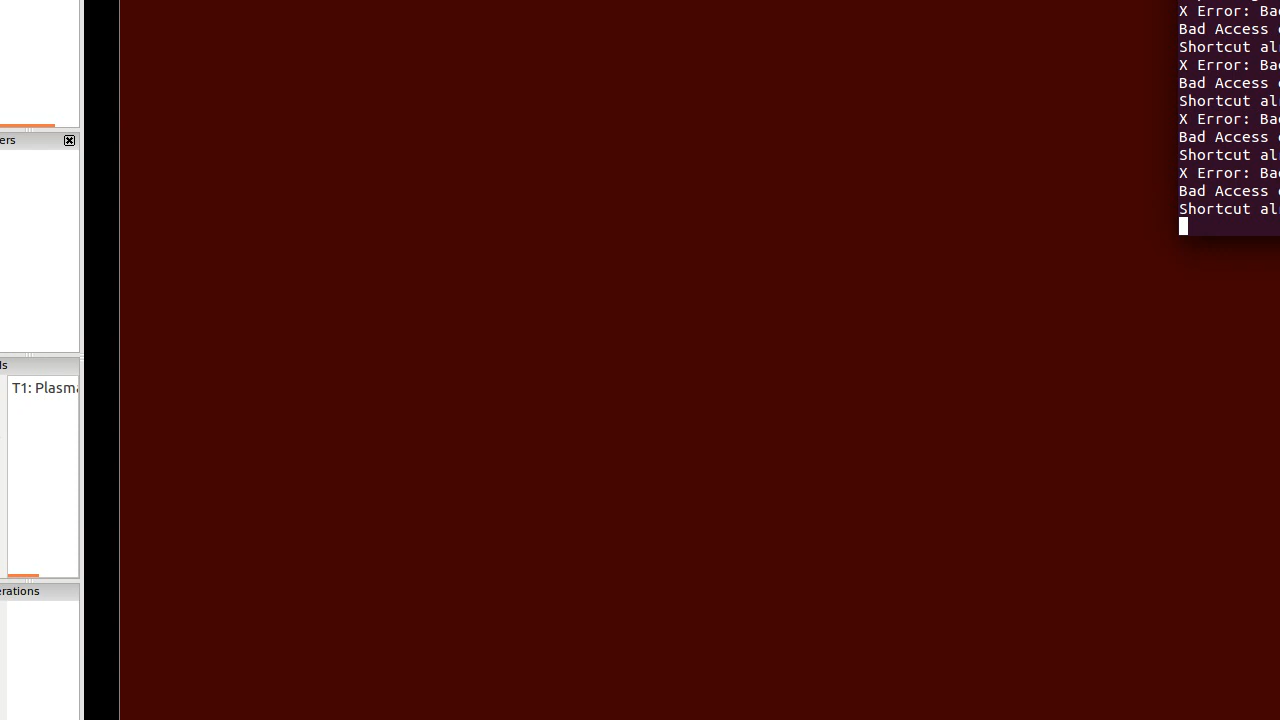 ers
ls
T1: Plasm
erations
X Error: Ba
Bad Access
Shortcut al
X Error: Ba
Bad Access
Shortcut al
X Error: Ba
Bad Access
Shortcut al
X Error: Ba
Bad Access
Shortcut al